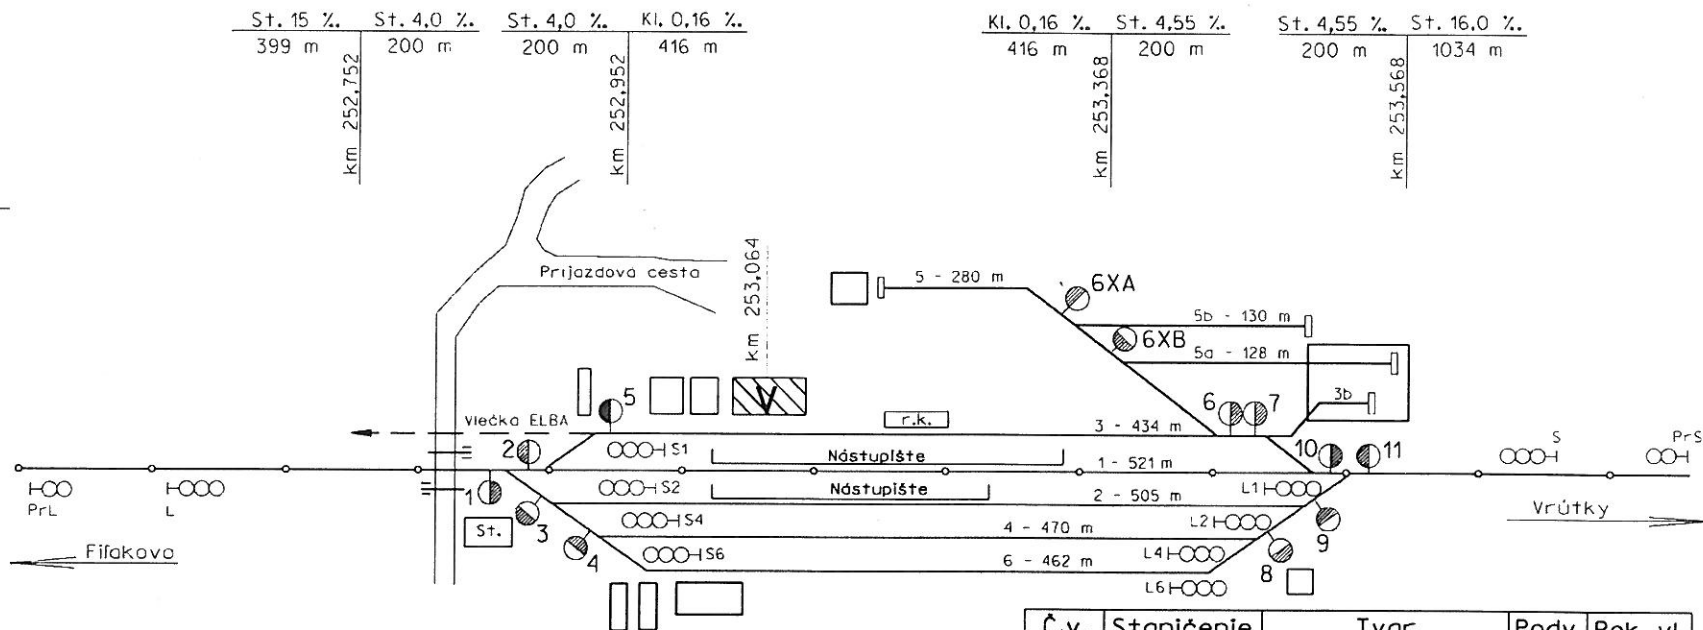 St. 15 ‰ St. 4,0 ‰ St. 4,0 ‰ Kl. 0,16 ‰ Kl. 0,16 ‰ St. 4,55 ‰ St. 4,55 ‰ St. 16,0 ‰
399 m 200 m 200 m 416 m 416 m 200 m 200 m 1034 m
km 252,752
km 252,952
km 253,368
km 253,568
Príjazdová cesta
km 253,064
5 - 280 m
6XA
5b - 130 m
6XB
5a - 128 m
3b
V
5
Vlečka ELBA
r.k.
3 - 434 m
6 7
2
S1
Nástupište
1 - 521 m
10 11
S
PrS
PrL
L
1
S2
Nástupište
2 - 505 m
L1
St.
3
S4
4 - 470 m
L2
9
Vrútky
Fiľakovo
4
S6
6 - 462 m
L4
8
L6
Č.v. Staničenie Tvar Podv. Rok vl.